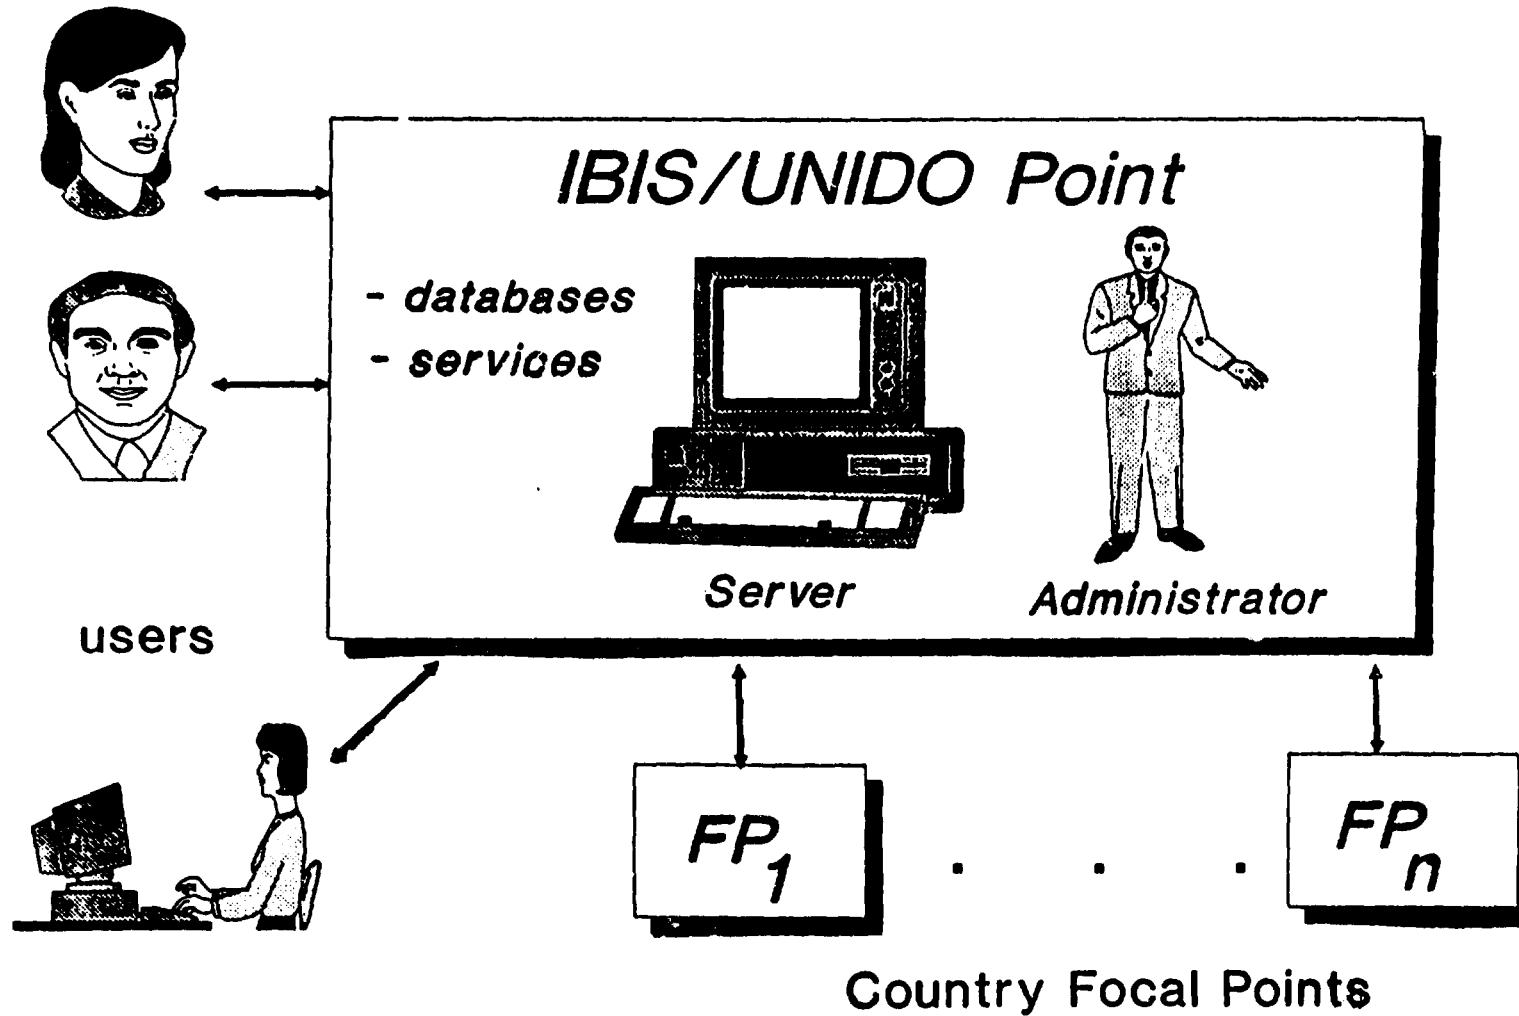 IBIS/UNIDO Point
- databases
- services
Server
Administrator
users
FP1
. . .
FPn
Country Focal Points